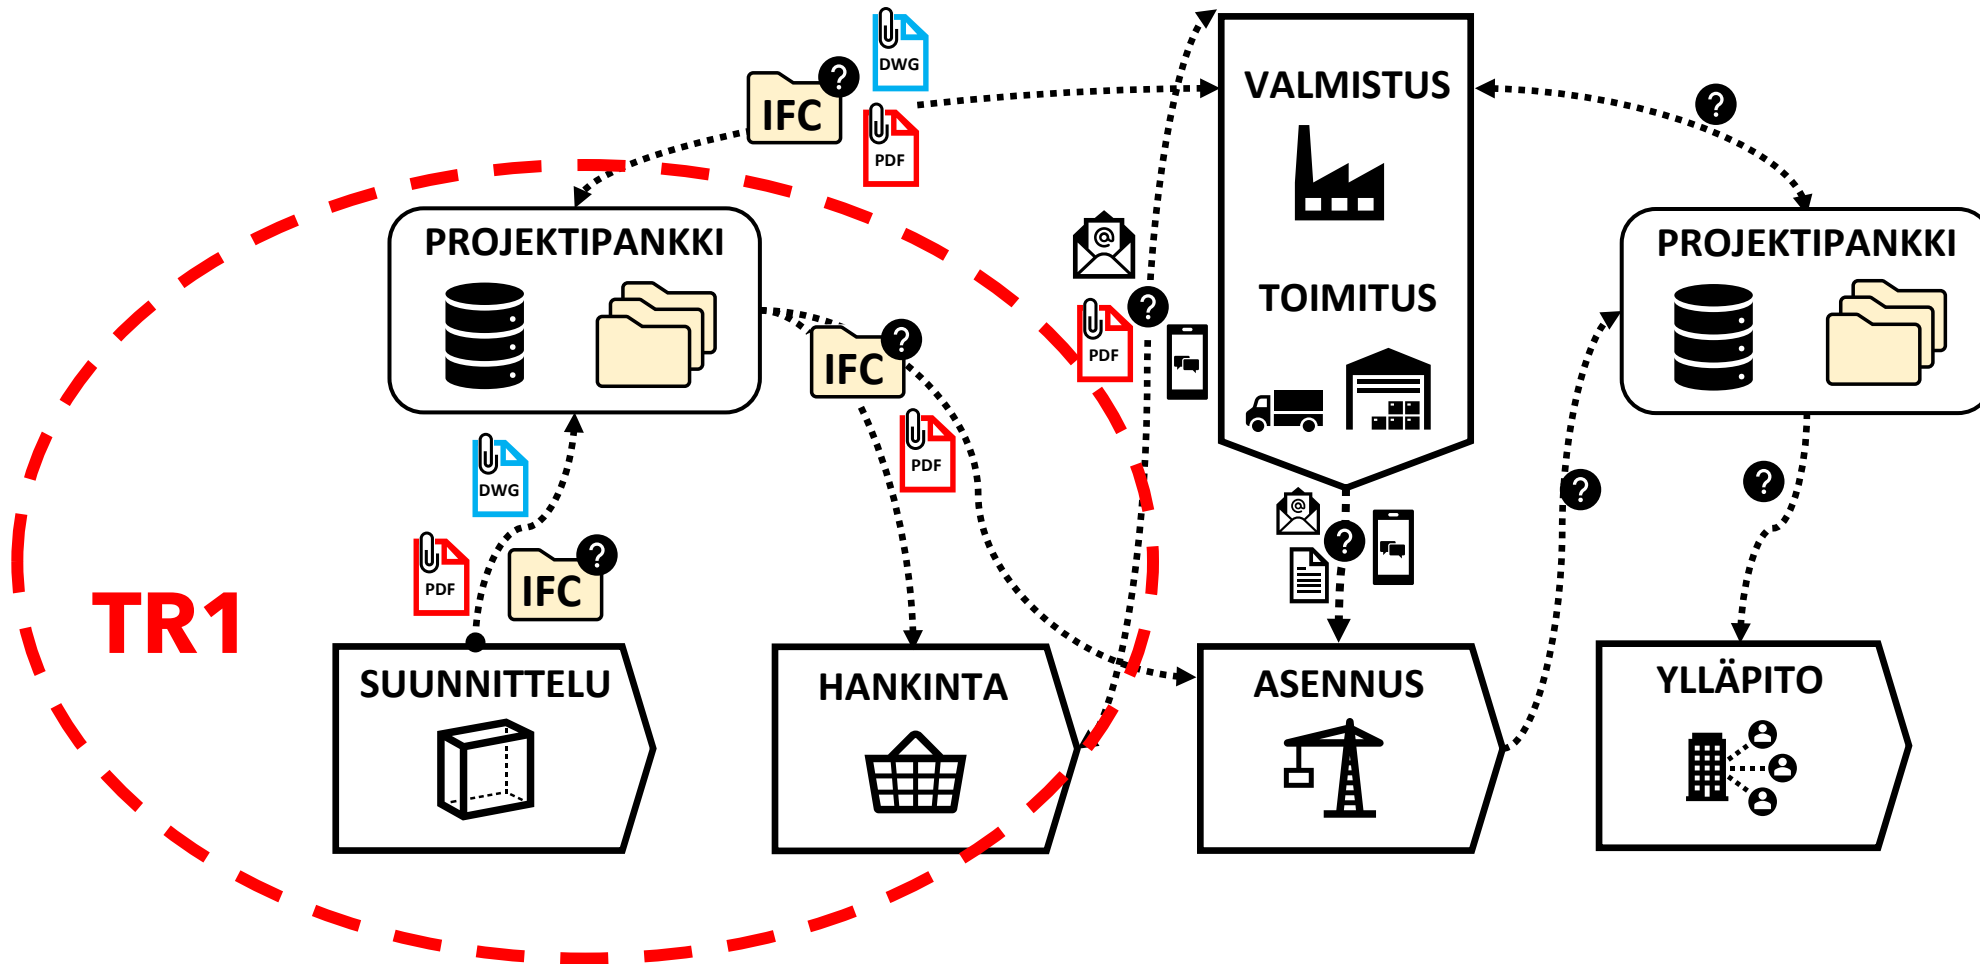 DWG
IFC
?
PDF
VALMISTUS
?
PROJEKTIPANKKI
@
TOIMITUS
PROJEKTIPANKKI
?
PDF
IFC
?
PDF
DWG
PDF
IFC
?
@
?
?
?
TR1
SUUNNITTELU
HANKINTA
ASENNUS
YLLÄPITO